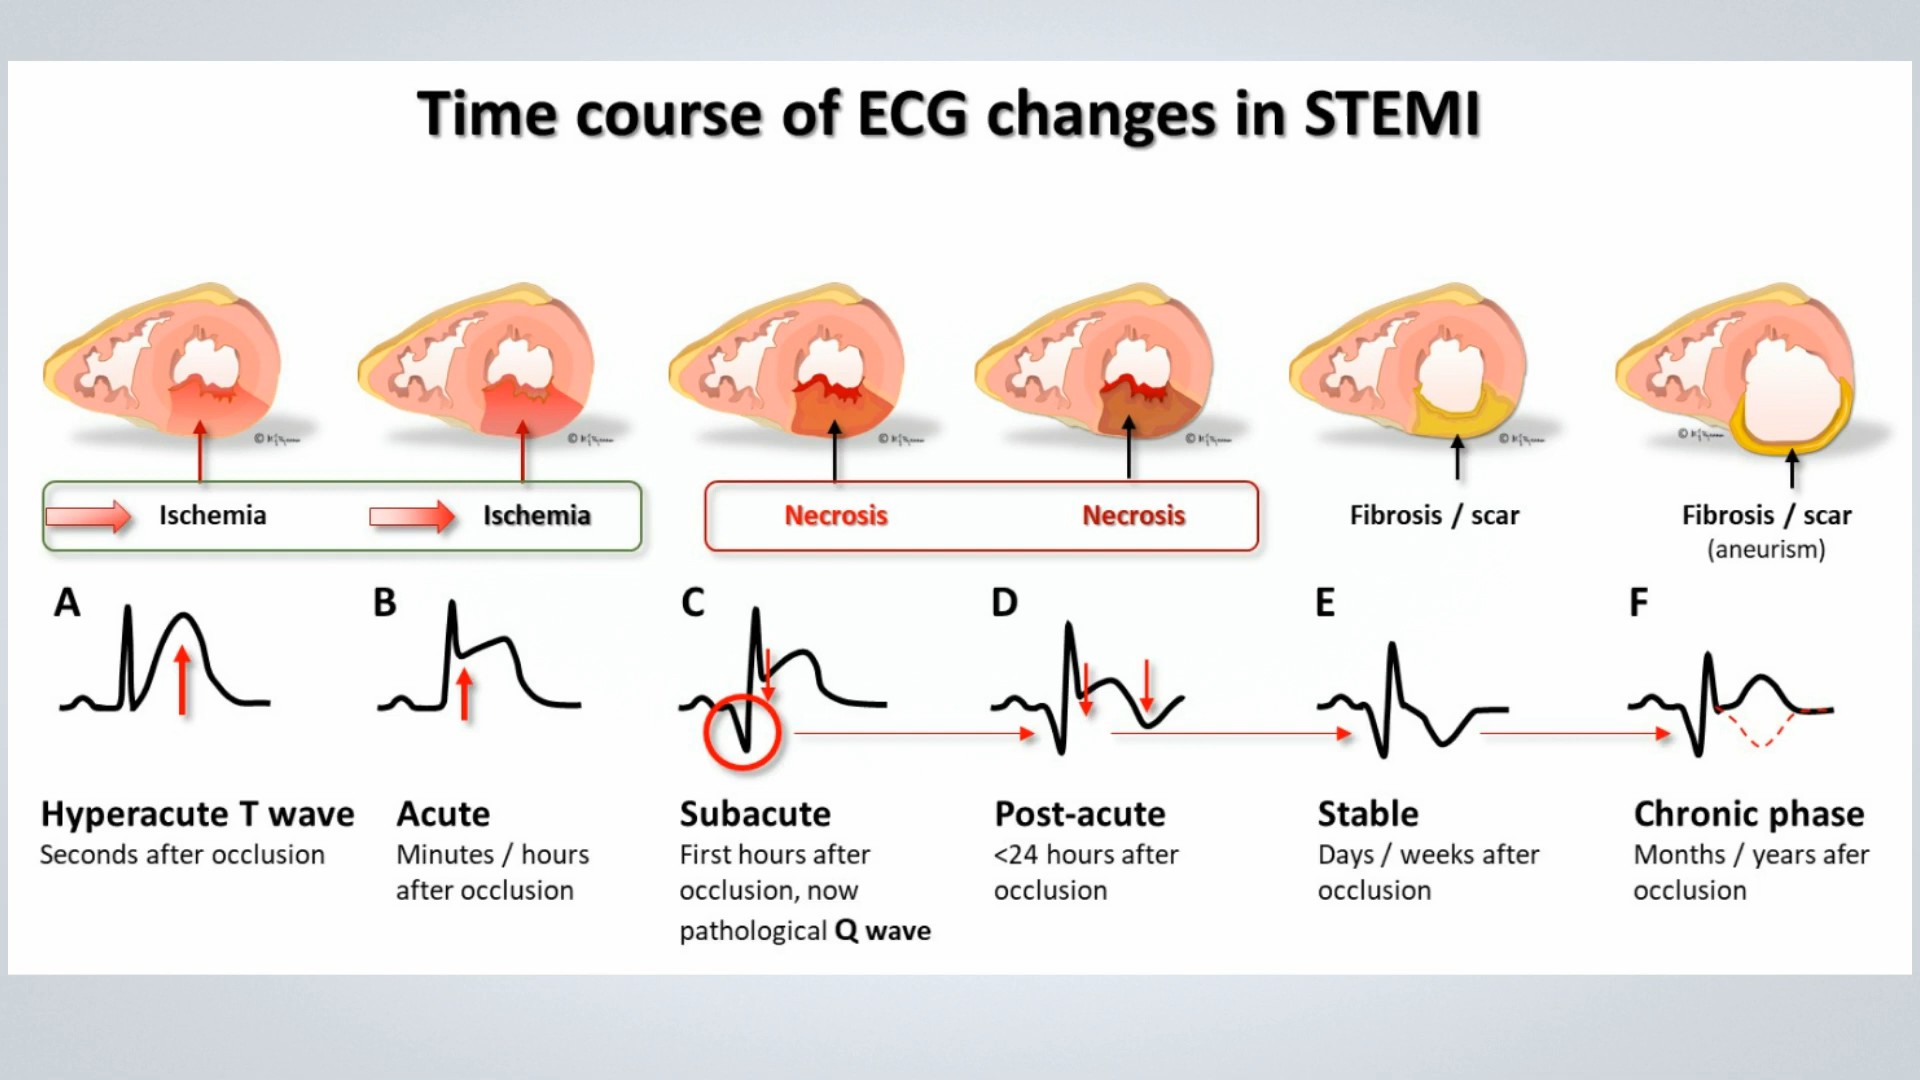 Time course of ECG changes in STEMI
Ischemia
Ischemia
Necrosis
Necrosis
Fibrosis / scar
Fibrosis / scar
(aneurism)
A
B
C
D
E
F
Hyperacute T wave
Seconds after occlusion
Acute
Minutes / hours
after occlusion
Subacute
First hours after
occlusion, now
pathological Q wave
Post-acute
<24 hours after
occlusion
Stable
Days / weeks after
occlusion
Chronic phase
Months / years afer
occlusion